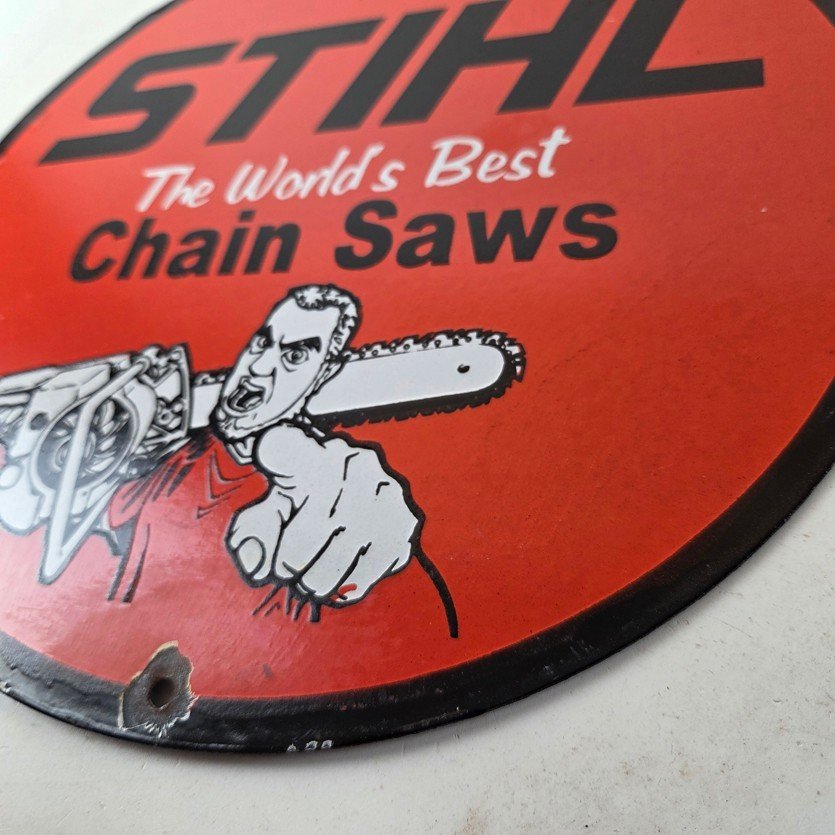 STIHL
The World's Best
Chain Saws